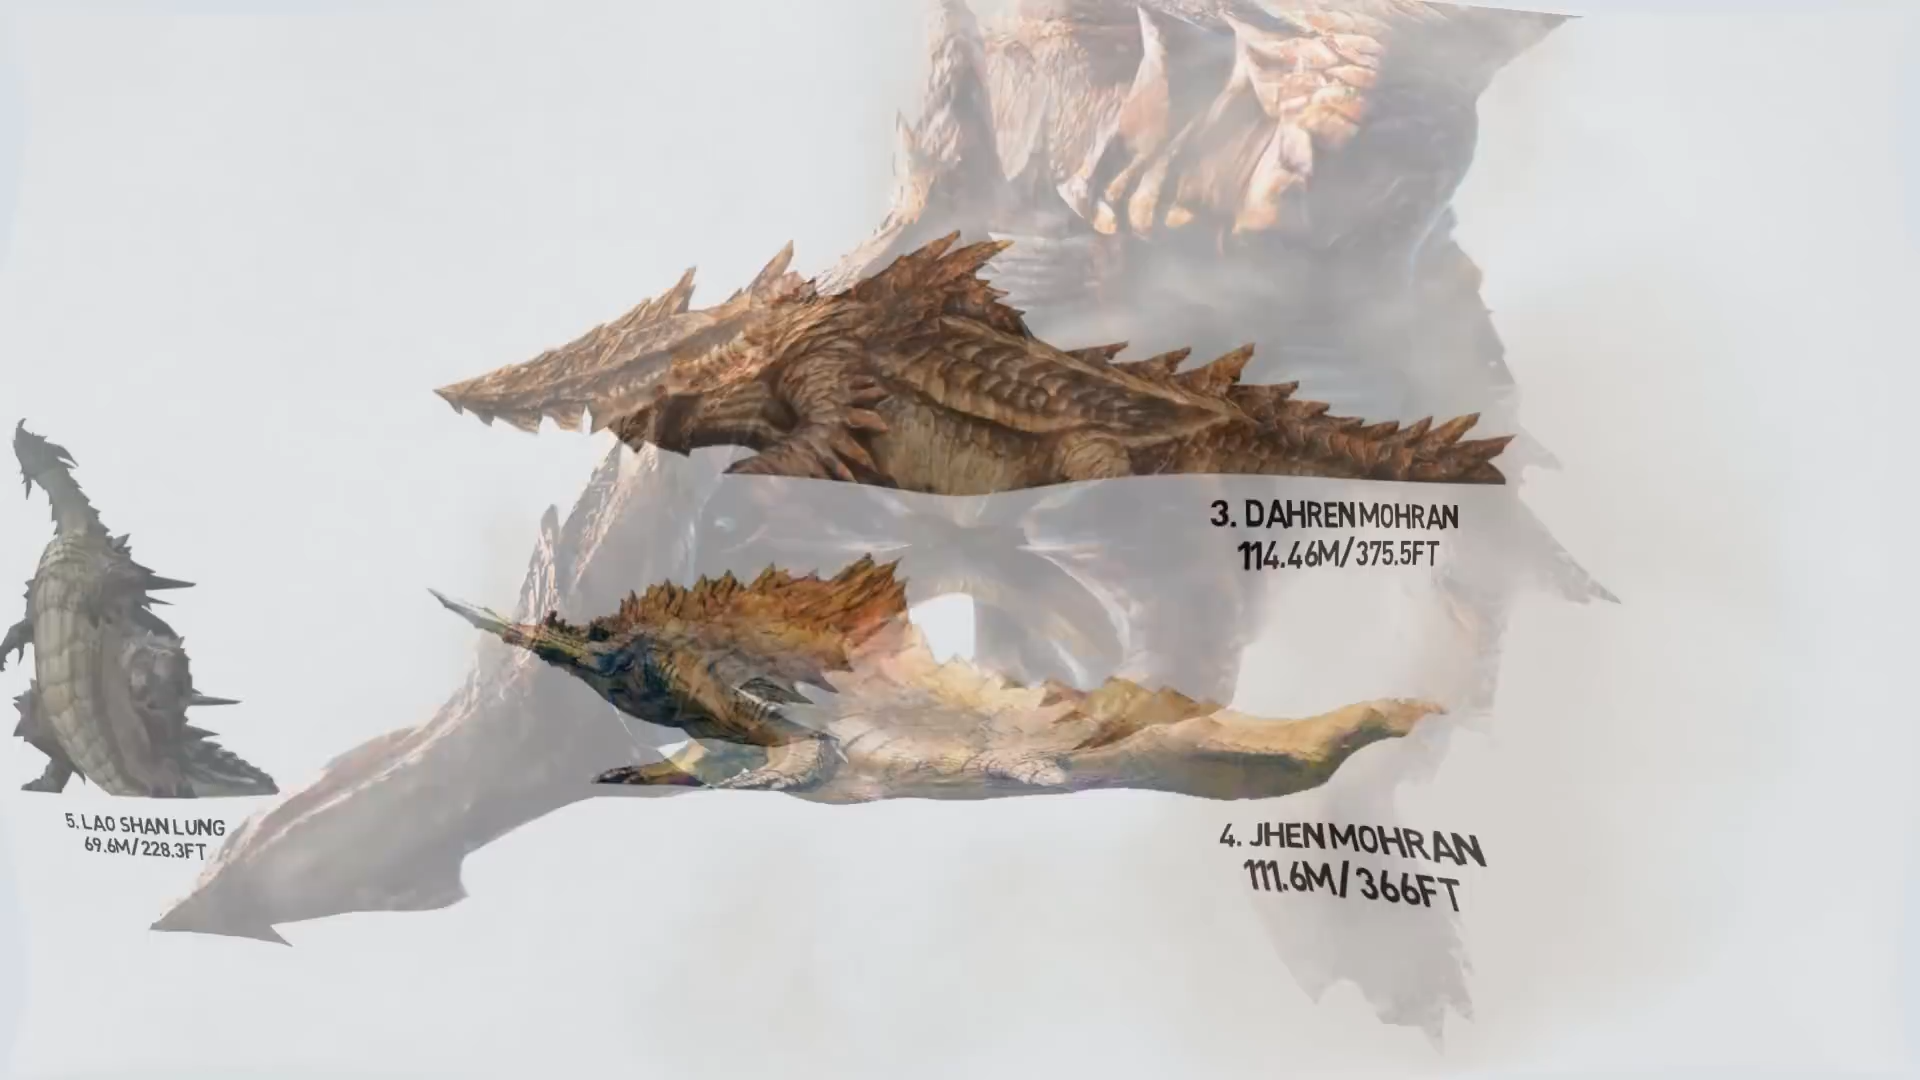 3. DAHREN MOHRAN
114.46M/375.5FT
5. LAO SHAN LUNG
69.6M/228.3FT
4. JHEN MOHRAN
111.6M/366FT